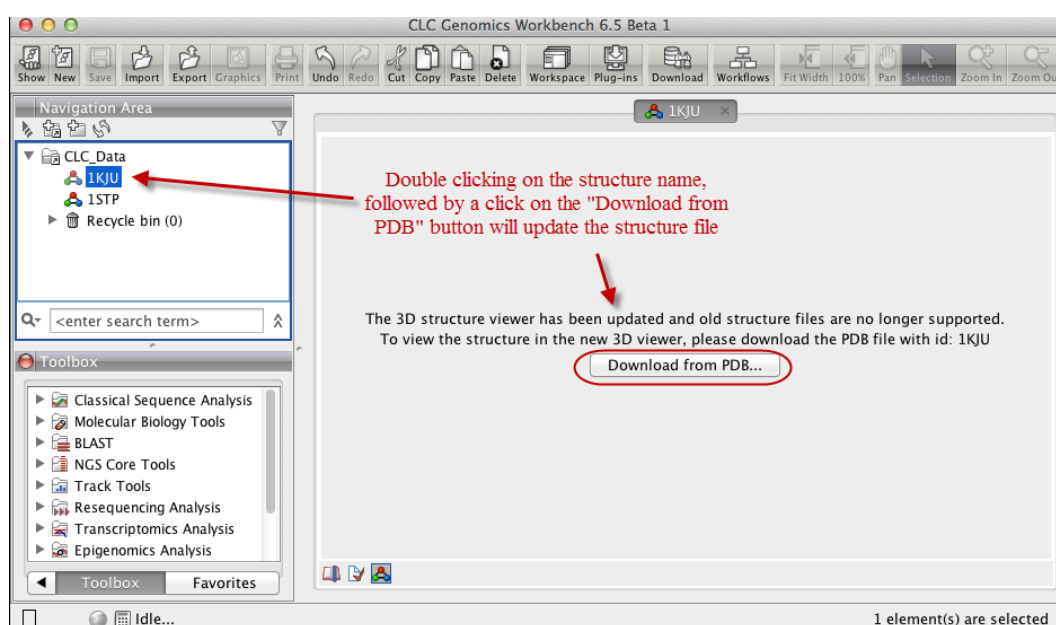 CLC Genomics Workbench 6.5 Beta 1
Show New Save Import Export Graphics Print Undo Redo Cut Copy Paste Delete Workspace Plug-ins Download Workflows Fit Width 100% Pan Selection Zoom In Zoom Ou
Navigation Area
CLC_Data
1KJU
1STP
Recycle bin (0)
<enter search term>
Toolbox
Classical Sequence Analysis
Molecular Biology Tools
BLAST
NGS Core Tools
Track Tools
Resequencing Analysis
Transcriptomics Analysis
Epigenomics Analysis
Toolbox Favorites
1KJU
Double clicking on the structure name,
followed by a click on the "Download from
PDB" button will update the structure file
The 3D structure viewer has been updated and old structure files are no longer supported.
To view the structure in the new 3D viewer, please download the PDB file with id: 1KJU
Download from PDB...
Idle...
1 element(s) are selected